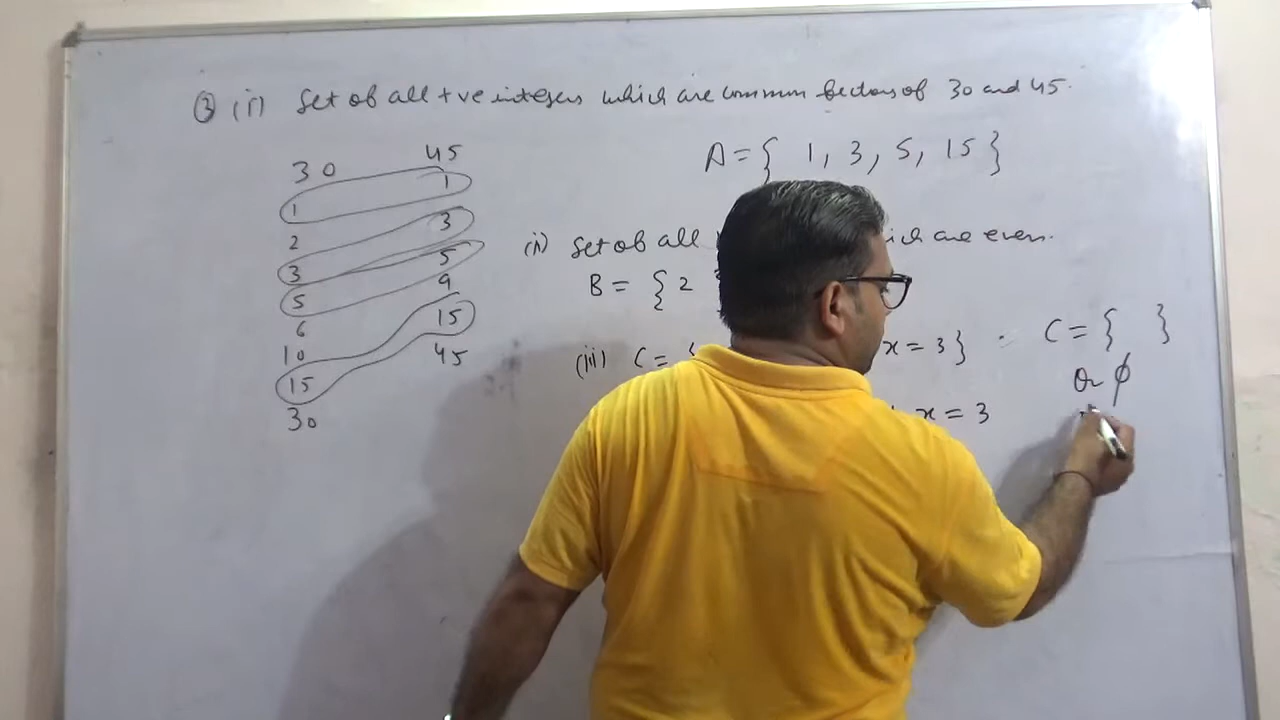 ③ (i) Set of all +ve integers which are common factors of 30 and 45.
30 45
1 1
2 3
3 5
5 9
6 15
10 45
15
30
A = { 1, 3, 5, 15 }
(ii) Set of all ich are even.
B = { 2
(iii) C = { x = 3 } . C = { }
Or ϕ
x = 3